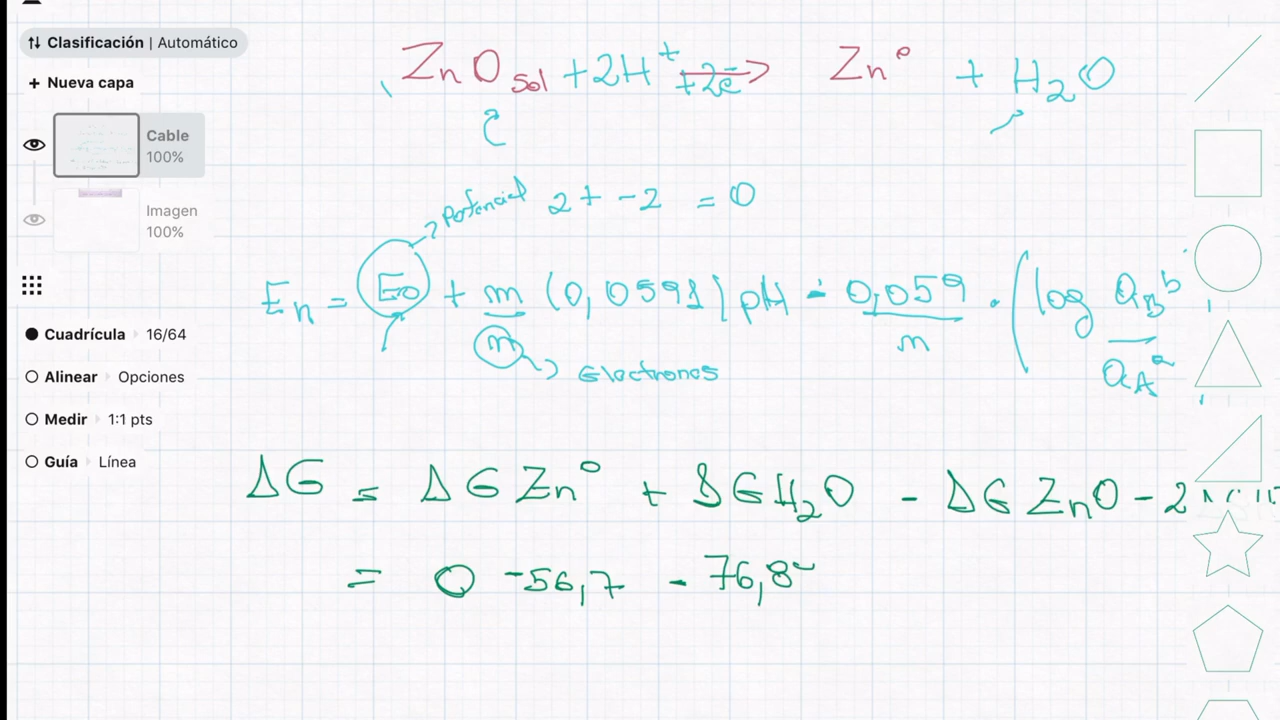 Clasificación | Automático
+ Nueva capa
Cable
100%
Imagen
100%
Cuadrícula 16/64
Alinear Opciones
Medir 1:1 pts
Guía Línea
ZnO sol + 2H⁺ + 2e⁻ → Zn° + H₂O
Potencial 2+ -2 = 0
En = Eo + m/n (0,0591) pH - 0,059/n · (log aB^b/aA^a
Electrones
ΔG = ΔG Zn° + ΔG H₂O - ΔG ZnO - 2
= 0 -56,7 - 76,8